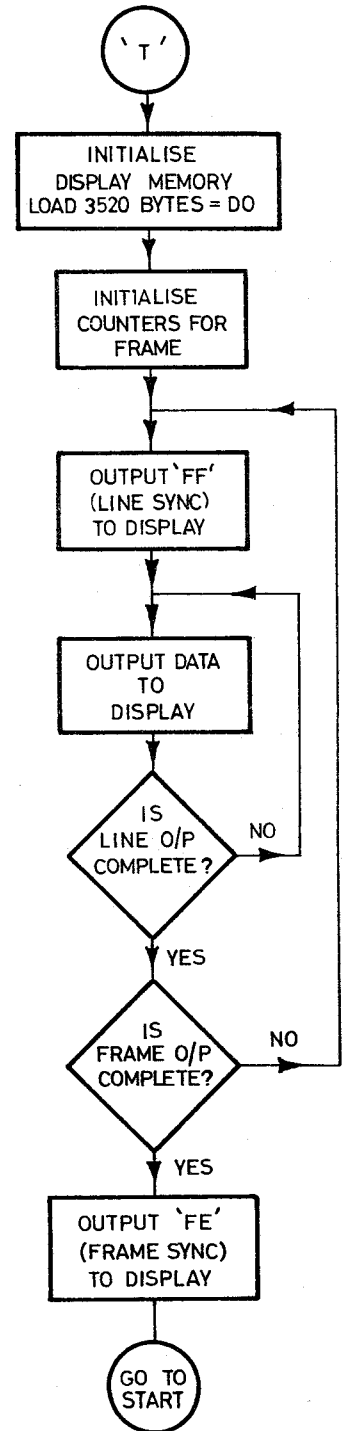 'T'
INITIALISE
DISPLAY MEMORY
LOAD 3520 BYTES = DO
INITIALISE
COUNTERS FOR
FRAME
OUTPUT 'FF'
(LINE SYNC)
TO DISPLAY
OUTPUT DATA
TO
DISPLAY
IS
LINE O/P
COMPLETE?
NO
YES
IS
FRAME O/P
COMPLETE?
NO
YES
OUTPUT 'FE'
(FRAME SYNC)
TO DISPLAY
GO TO
START